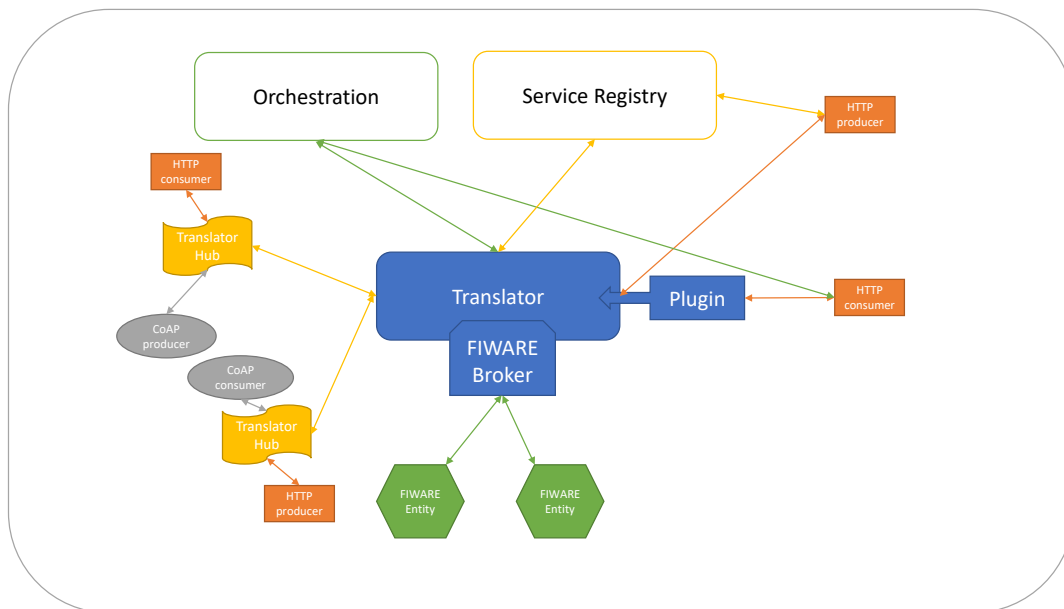 Orchestration
Service Registry
HTTP
producer
HTTP
consumer
Translator
Hub
Translator
Plugin
HTTP
consumer
CoAP
producer
FIWARE
Broker
CoAP
consumer
Translator
Hub
HTTP
producer
FIWARE
Entity
FIWARE
Entity